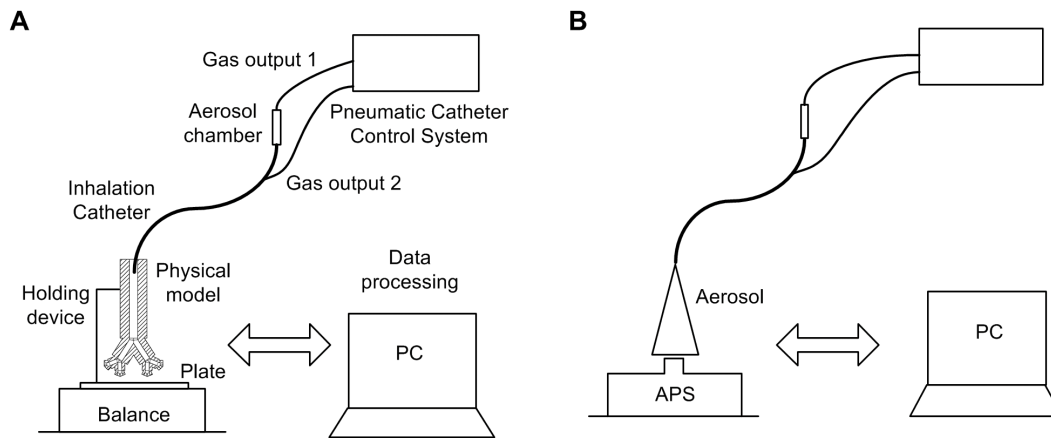 A
Gas output 1
Aerosol
chamber
Pneumatic Catheter
Control System
Gas output 2
Inhalation
Catheter
Physical
model
Holding
device
Data
processing
PC
Plate
Balance
B
Aerosol
APS
PC